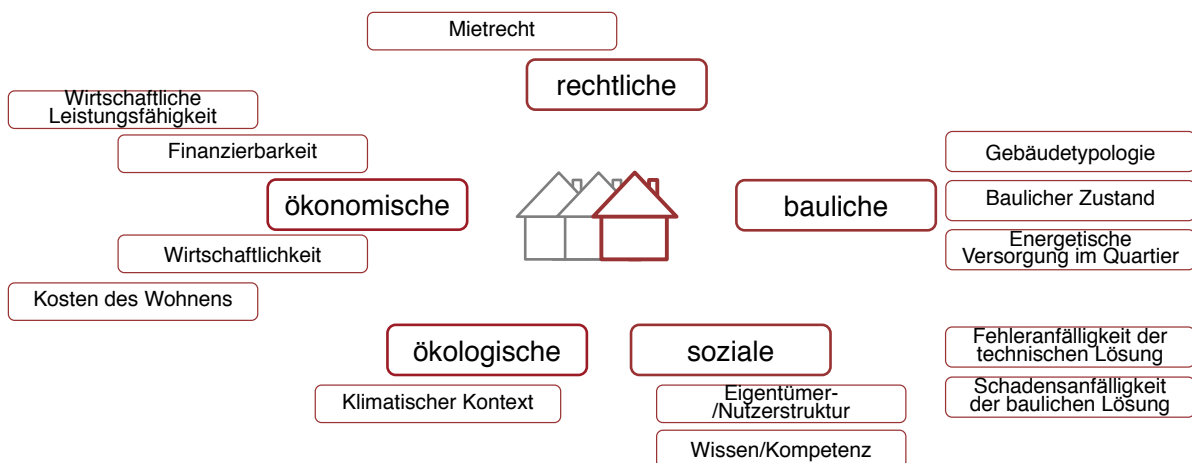 Mietrecht
rechtliche
Wirtschaftliche
Leistungsfähigkeit
Finanzierbarkeit
ökonomische
Wirtschaftlichkeit
Kosten des Wohnens
Gebäudetypologie
bauliche
Baulicher Zustand
Energetische
Versorgung im Quartier
Fehleranfälligkeit der
technischen Lösung
Schadensanfälligkeit
der baulichen Lösung
ökologische
Klimatischer Kontext
soziale
Eigentümer-
/Nutzerstruktur
Wissen/Kompetenz